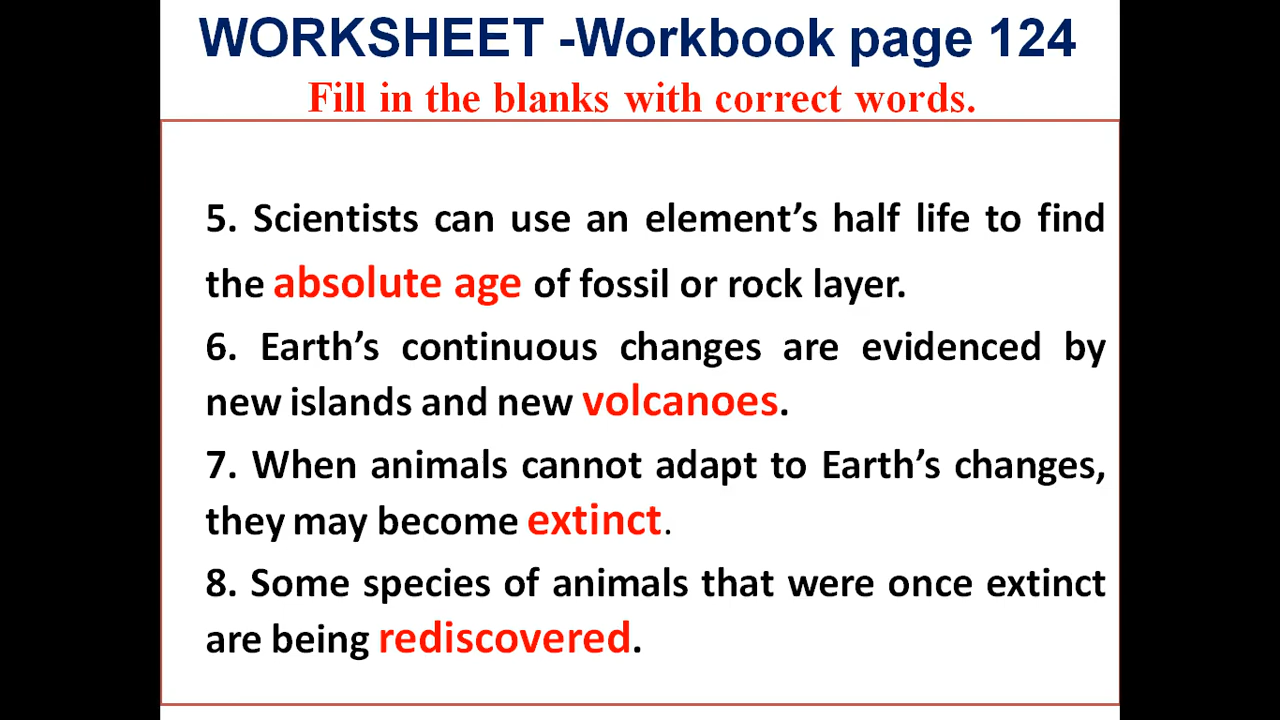 WORKSHEET -Workbook page 124
Fill in the blanks with correct words.
5. Scientists can use an element’s half life to find
the absolute age of fossil or rock layer.
6. Earth’s continuous changes are evidenced by
new islands and new volcanoes.
7. When animals cannot adapt to Earth’s changes,
they may become extinct.
8. Some species of animals that were once extinct
are being rediscovered.